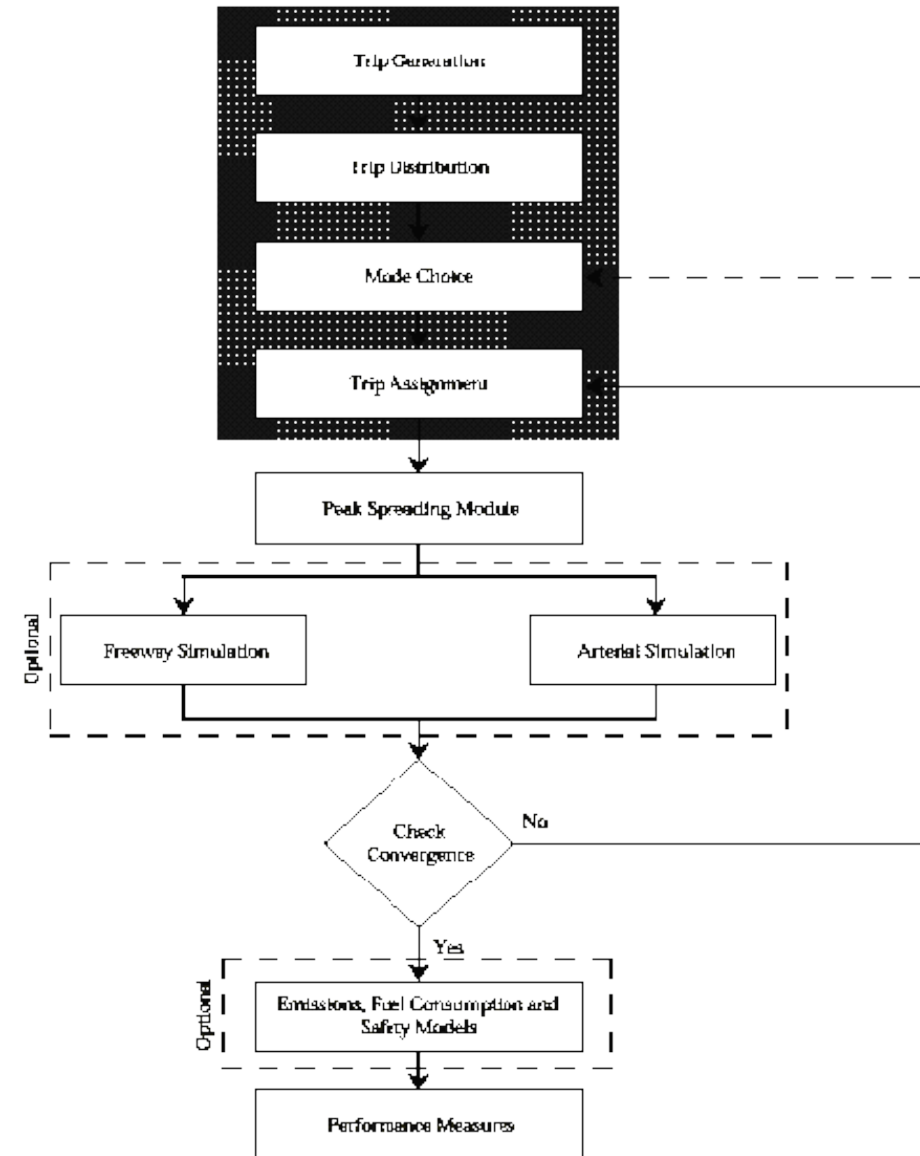 Trip Generation
Trip Distribution
Mode Choice
Trip Assignment
Peak Spreading Module
Optional
Freeway Simulation
Arterial Simulation
Check
Convergence
No
Yes
Optional
Emissions, Fuel Consumption and
Safety Models
Performance Measures